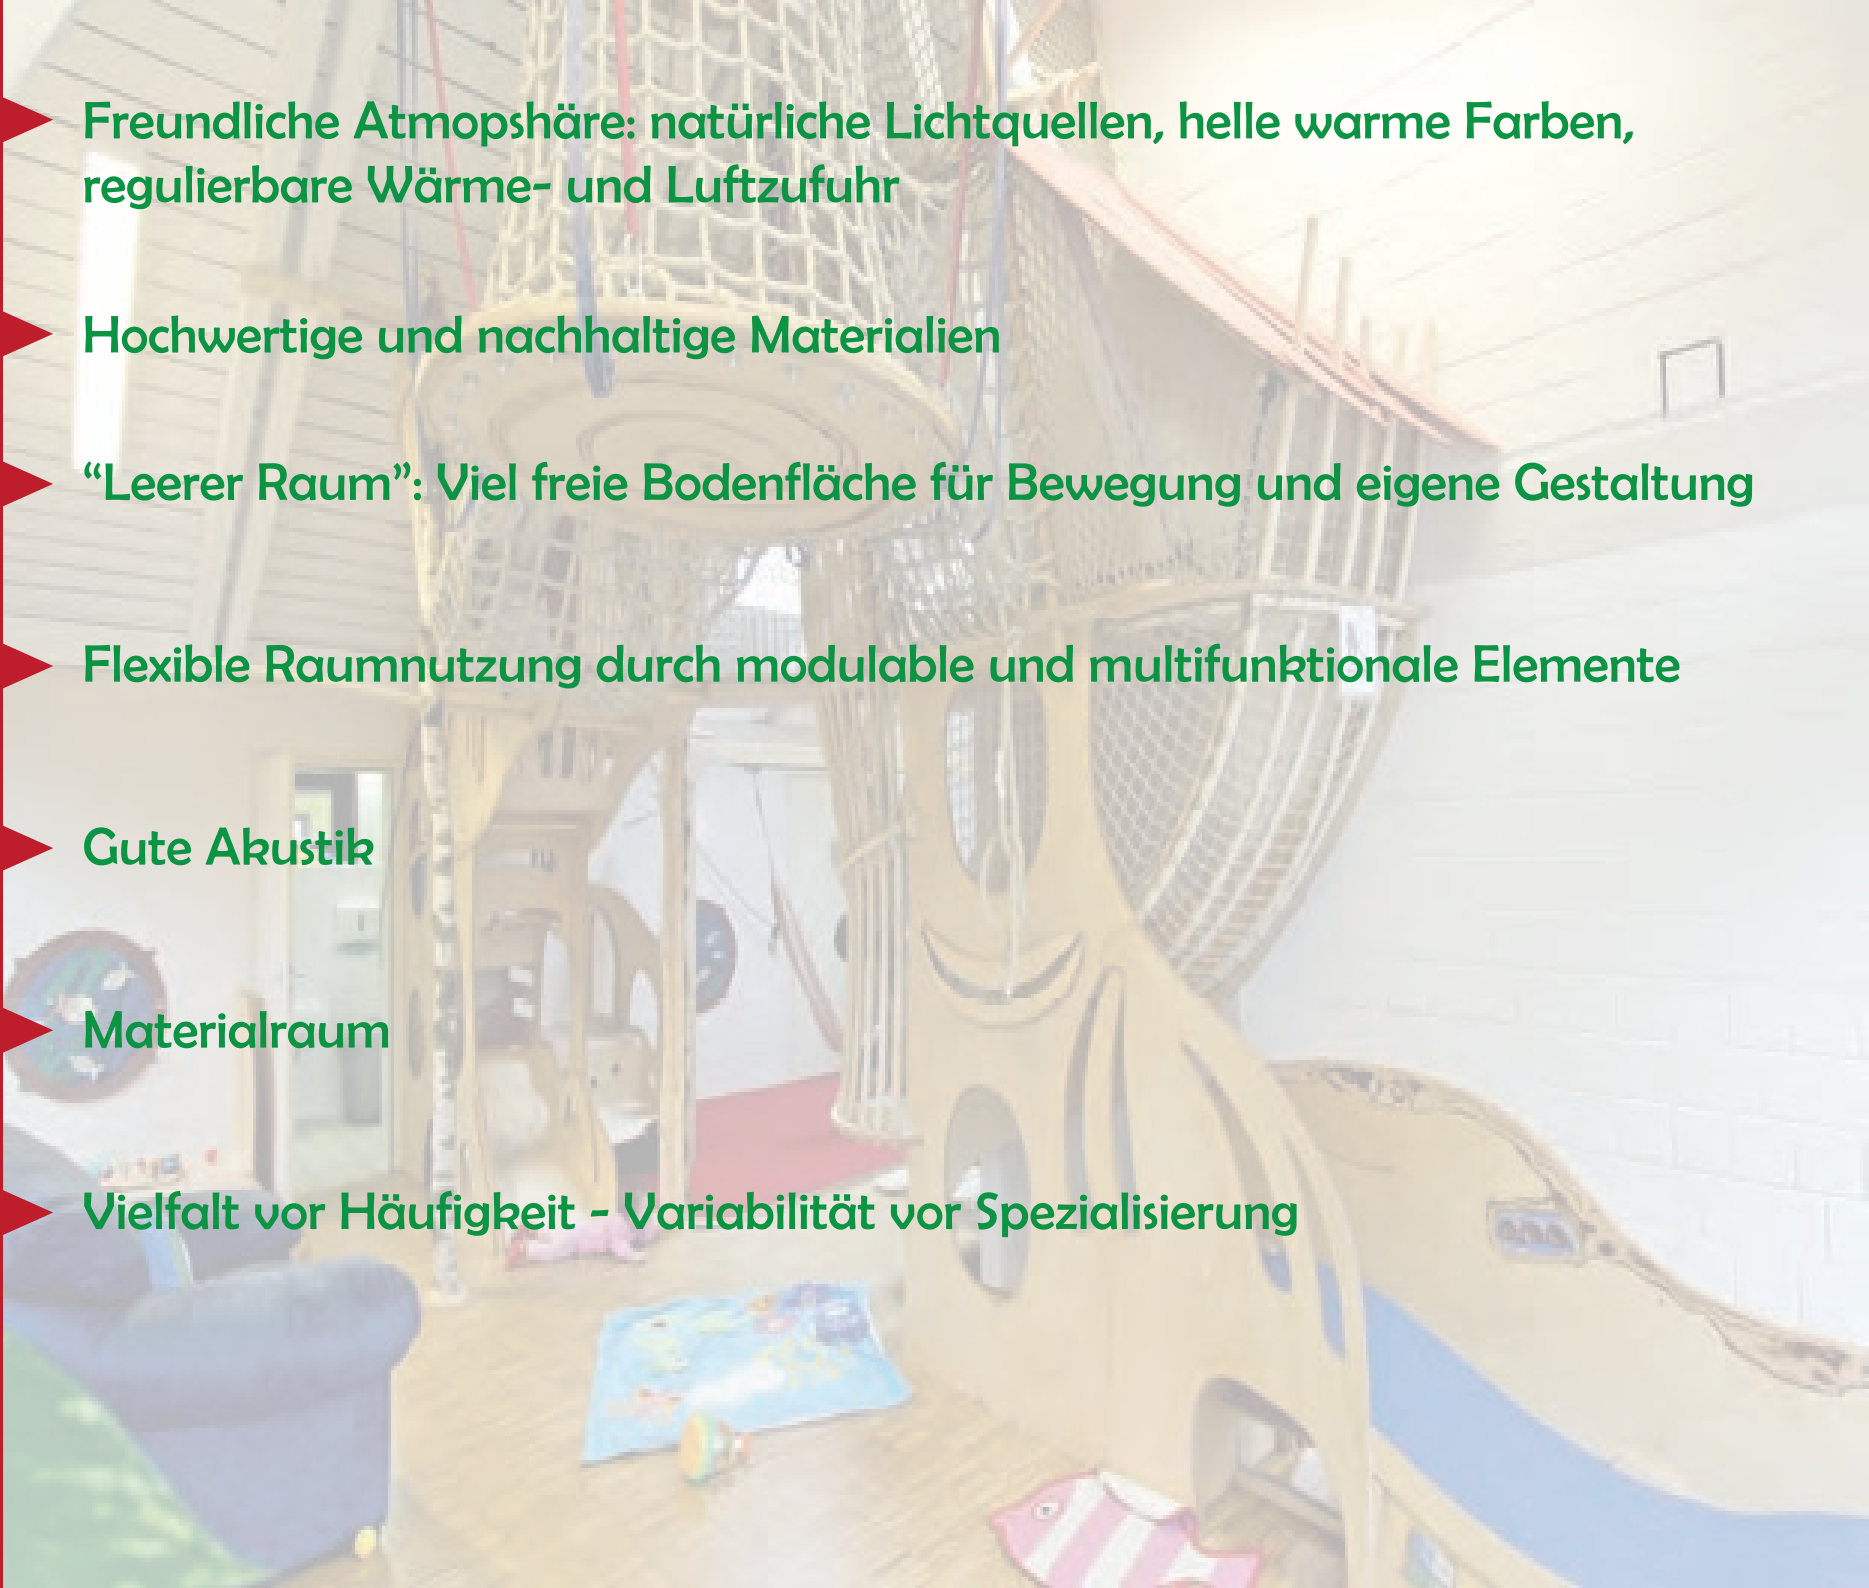 Freundliche Atmopshäre: natürliche Lichtquellen, helle warme Farben,
regulierbare Wärme- und Luftzufuhr
Hochwertige und nachhaltige Materialien
“Leerer Raum”: Viel freie Bodenfläche für Bewegung und eigene Gestaltung
Flexible Raumnutzung durch modulable und multifunktionale Elemente
Gute Akustik
Materialraum
Vielfalt vor Häufigkeit - Variabilität vor Spezialisierung